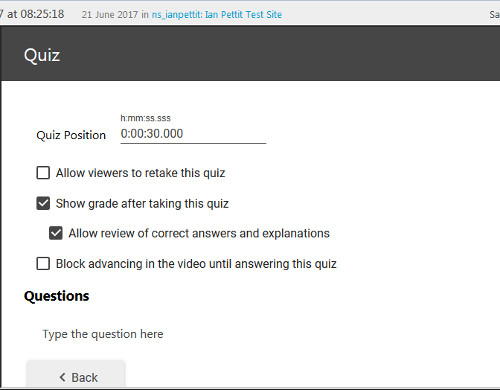 7 at 08:25:18 21 June 2017 in ns_ianpettit: Ian Pettit Test Site Sa
Quiz
h:mm:ss.sss
Quiz Position 0:00:30.000
Allow viewers to retake this quiz
Show grade after taking this quiz
Allow review of correct answers and explanations
Block advancing in the video until answering this quiz
Questions
Type the question here
Back